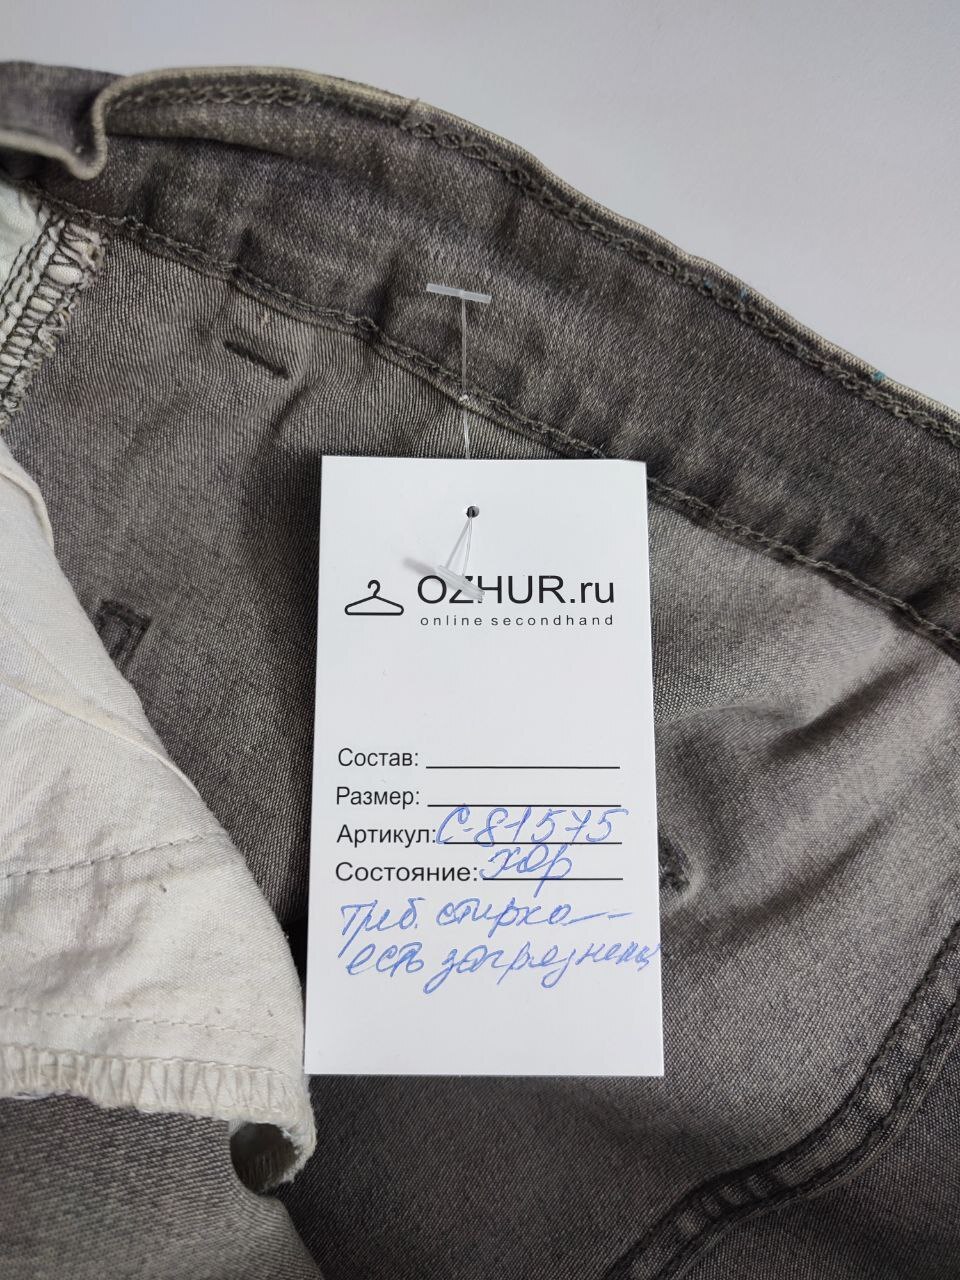 OZHUR.ru
online secondhand
Состав:
Размер:
Артикул: С-81575
Состояние: хор
Треб. стирка—
есть загрязнения